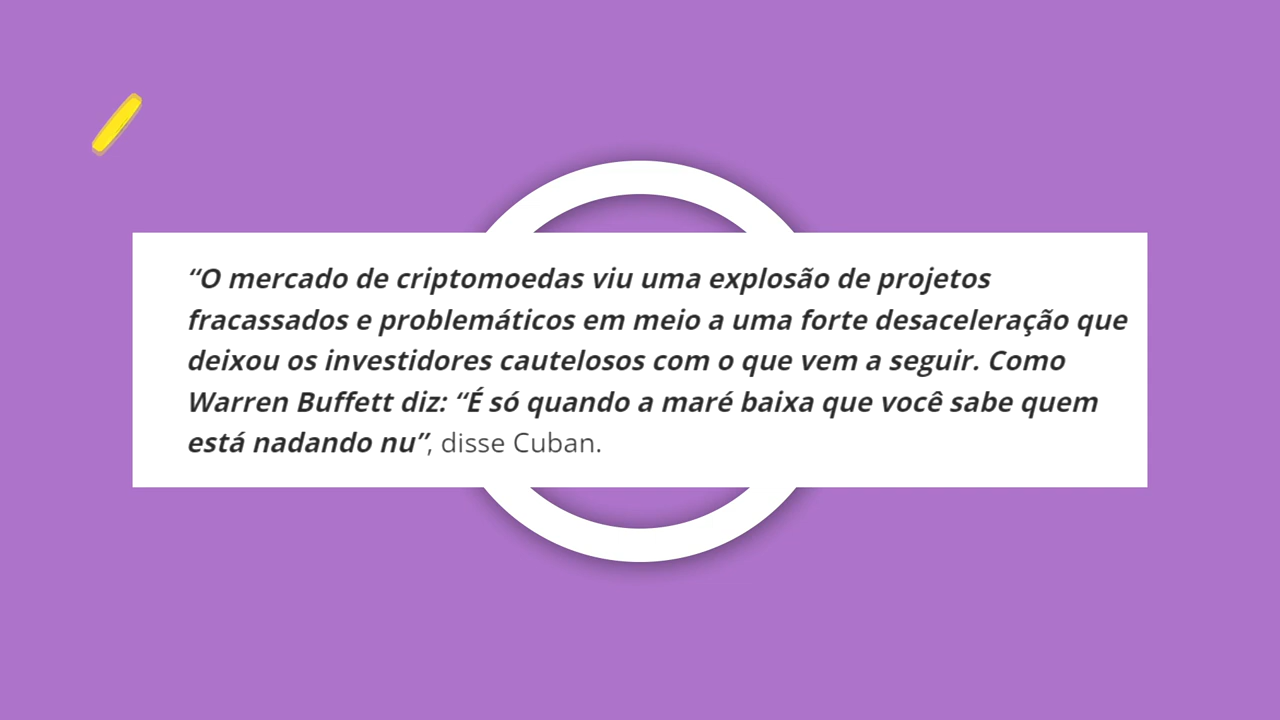 “O mercado de criptomoedas viu uma explosão de projetos
fracassados e problemáticos em meio a uma forte desaceleração que
deixou os investidores cautelosos com o que vem a seguir. Como
Warren Buffett diz: “É só quando a maré baixa que você sabe quem
está nadando nu”, disse Cuban.